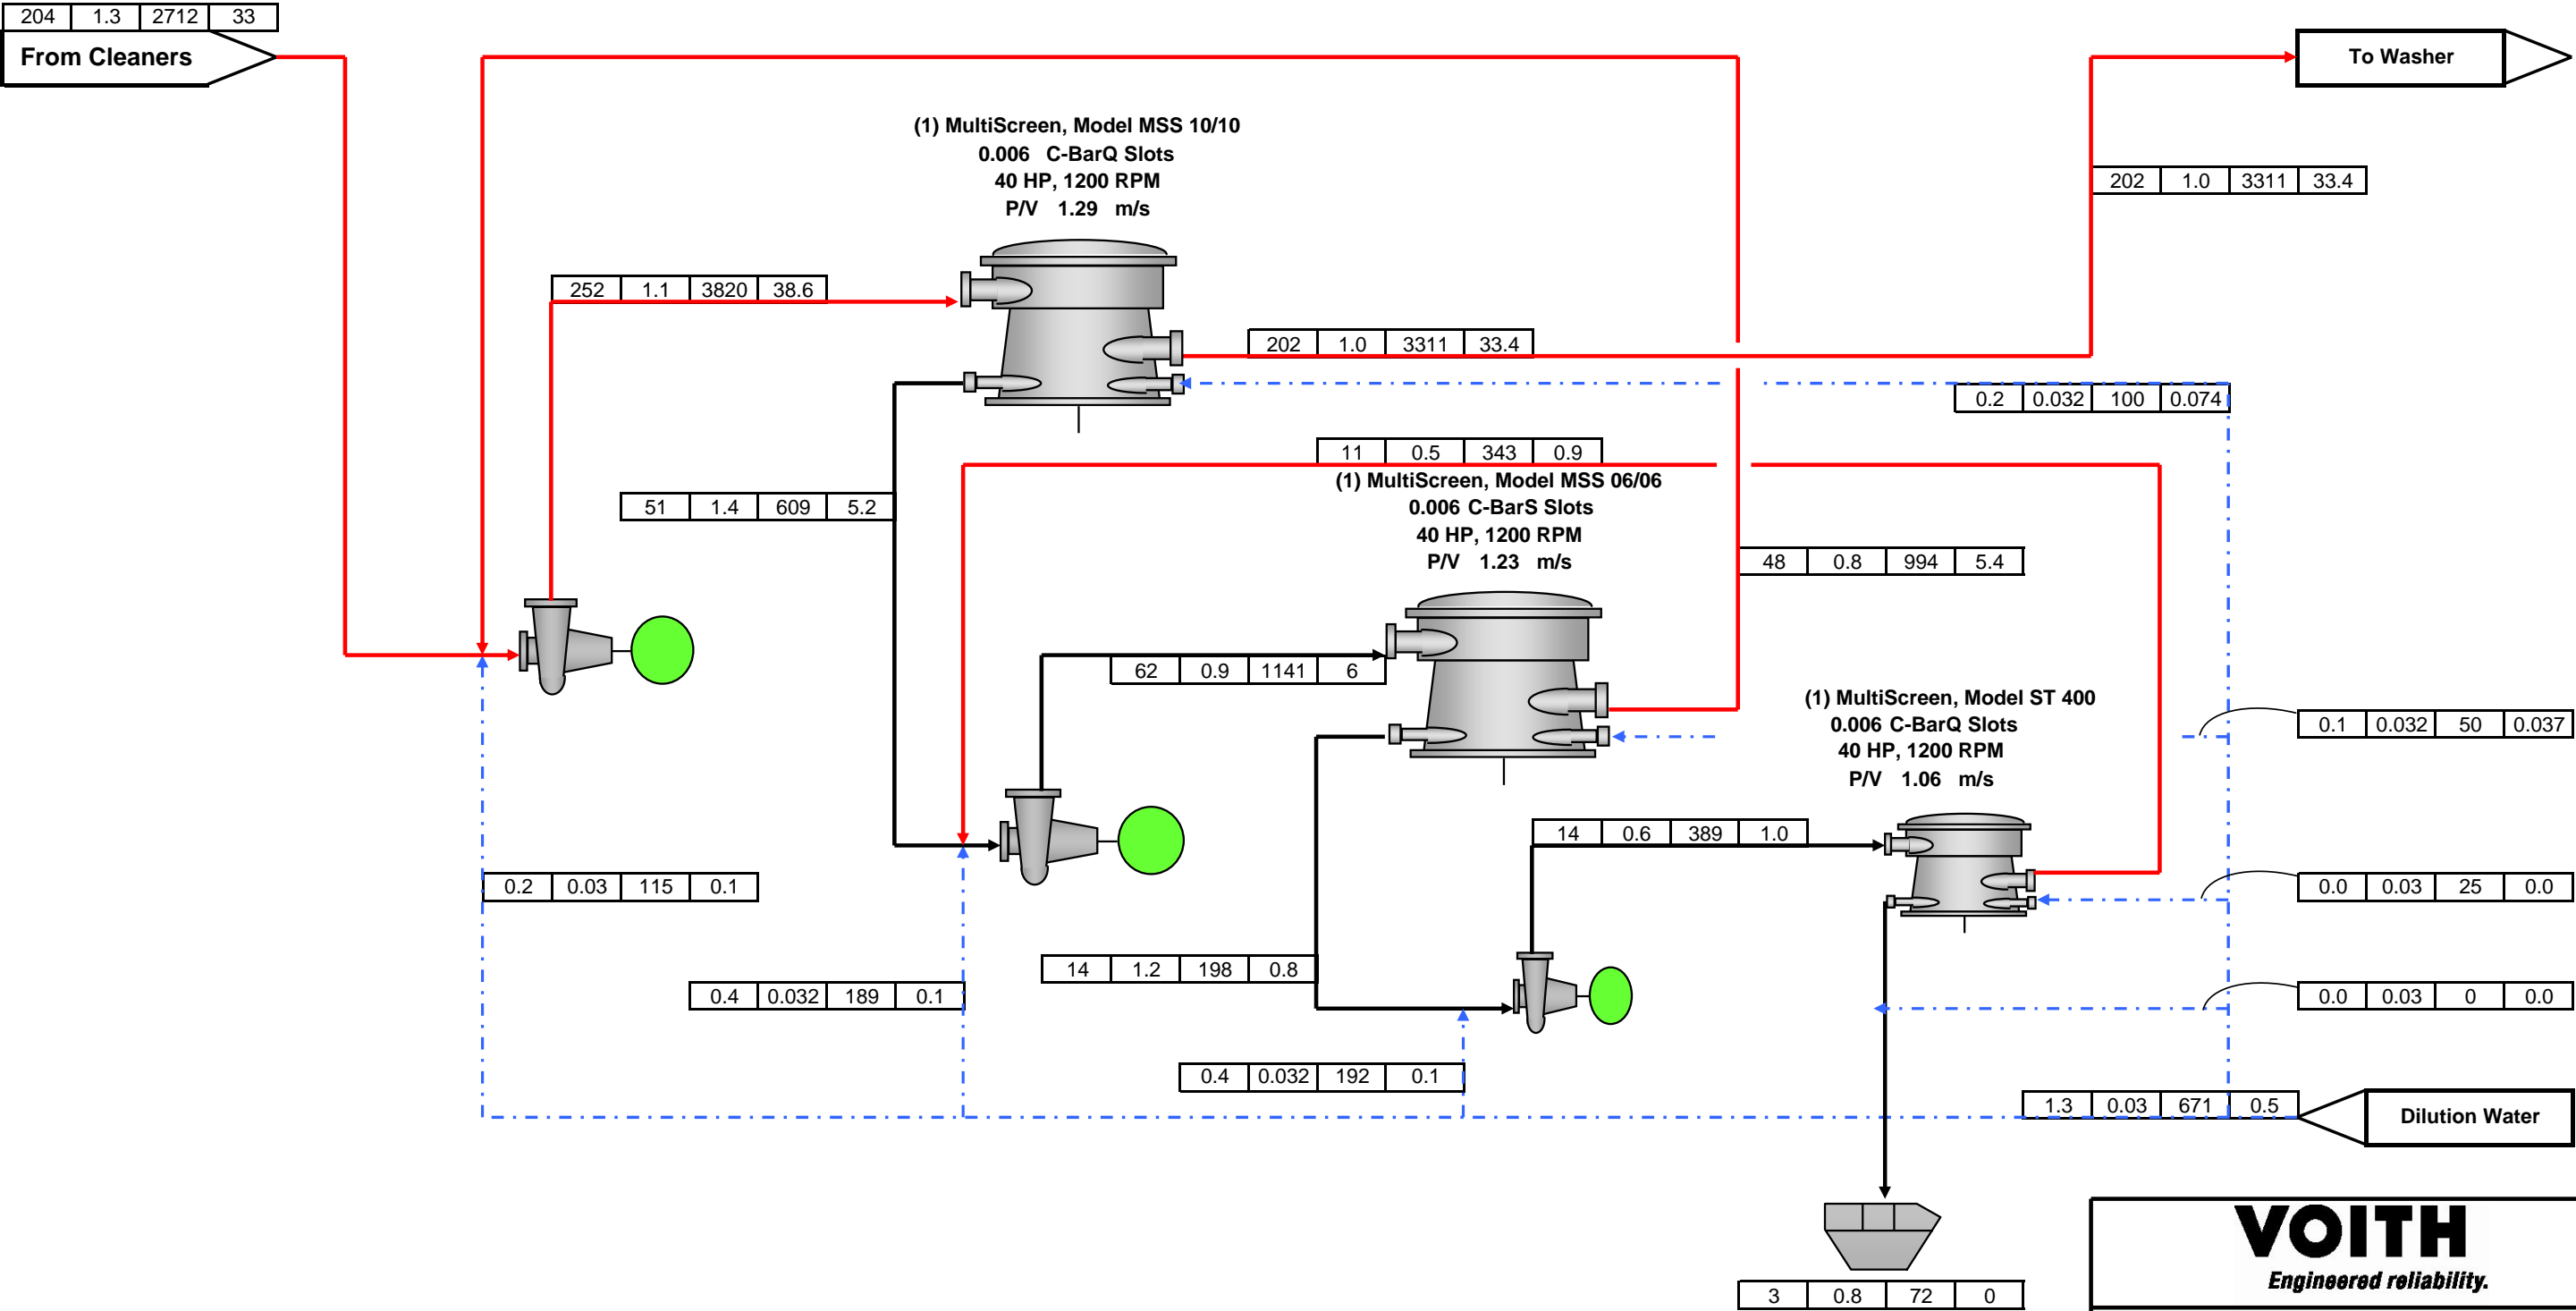 204 1.3 2712 33
From Cleaners
To Washer
(1) MultiScreen, Model MSS 10/10
0.006 C-BarQ Slots
40 HP, 1200 RPM
P/V 1.29 m/s
202 1.0 3311 33.4
252 1.1 3820 38.6
202 1.0 3311 33.4
0.2 0.032 100 0.074
11 0.5 343 0.9
(1) MultiScreen, Model MSS 06/06
0.006 C-BarS Slots
40 HP, 1200 RPM
P/V 1.23 m/s
51 1.4 609 5.2
48 0.8 994 5.4
62 0.9 1141 6
(1) MultiScreen, Model ST 400
0.006 C-BarQ Slots
40 HP, 1200 RPM
P/V 1.06 m/s
0.1 0.032 50 0.037
14 0.6 389 1.0
0.2 0.03 115 0.1
0.0 0.03 25 0.0
14 1.2 198 0.8
0.4 0.032 189 0.1
0.0 0.03 0 0.0
0.4 0.032 192 0.1
1.3 0.03 671 0.5
Dilution Water
VOITH
Engineered reliability.
3 0.8 72 0